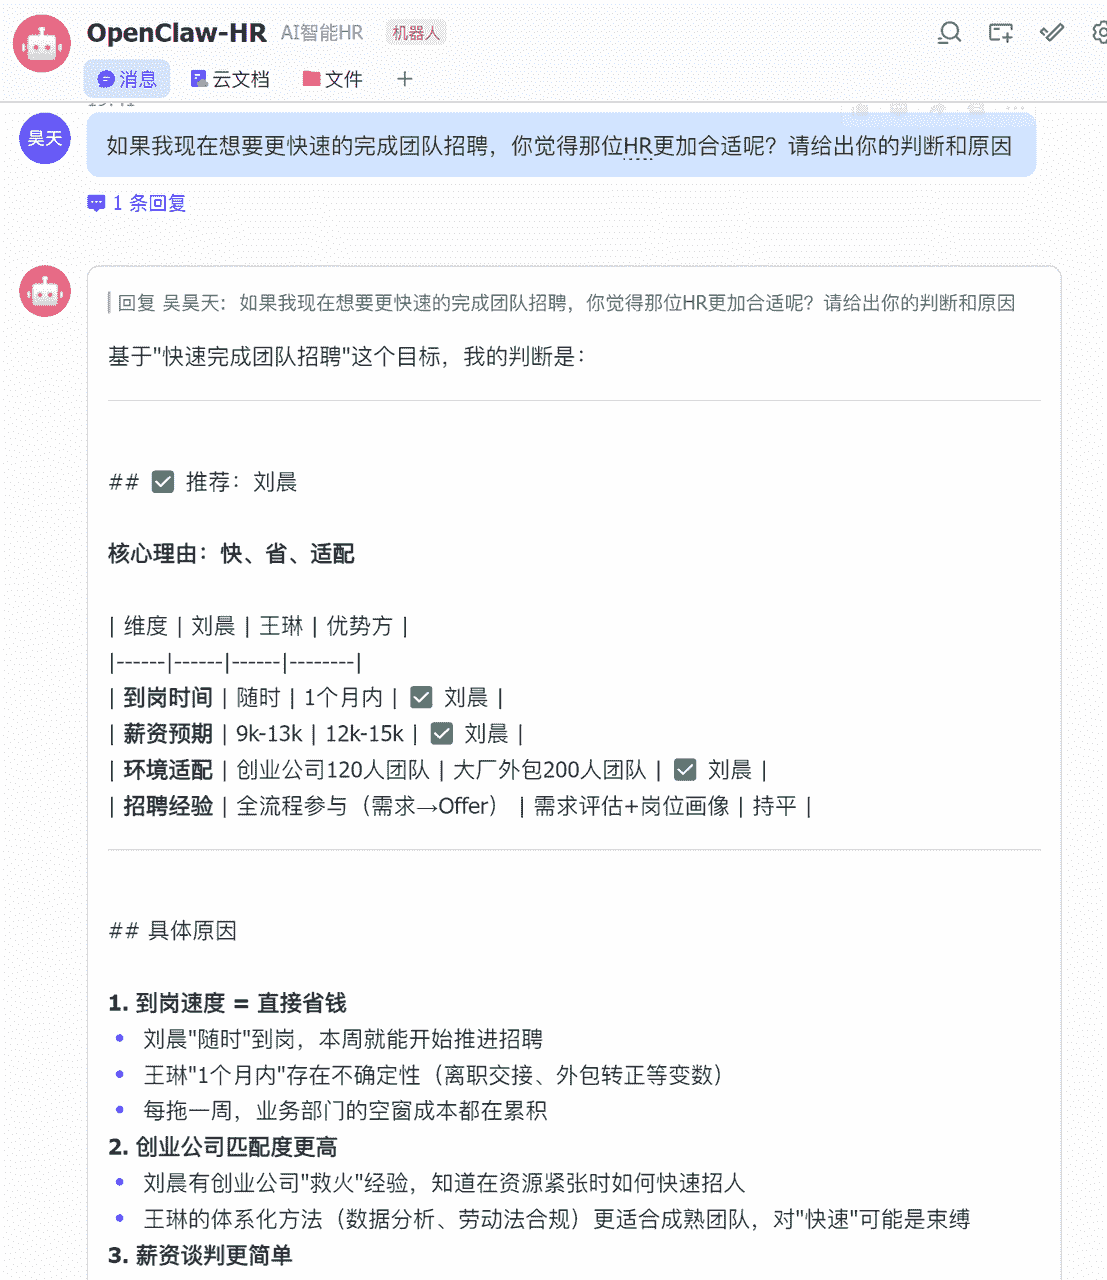 OpenClaw-HR AI智能HR 机器人
消息 云文档 文件 +
昊天
如果我现在想要更快速的完成团队招聘，你觉得那位HR更加合适呢？请给出你的判断和原因
1 条回复
回复 吴昊天：如果我现在想要更快速的完成团队招聘，你觉得那位HR更加合适呢？请给出你的判断和原因
基于"快速完成团队招聘"这个目标，我的判断是：
## ✅ 推荐：刘晨
核心理由：快、省、适配
| 维度 | 刘晨 | 王琳 | 优势方 |
|------|------|------|--------|
| 到岗时间 | 随时 | 1个月内 | ✅ 刘晨 |
| 薪资预期 | 9k-13k | 12k-15k | ✅ 刘晨 |
| 环境适配 | 创业公司120人团队 | 大厂外包200人团队 | ✅ 刘晨 |
| 招聘经验 | 全流程参与（需求→Offer） | 需求评估+岗位画像 | 持平 |
## 具体原因
1. 到岗速度 = 直接省钱
• 刘晨"随时"到岗，本周就能开始推进招聘
• 王琳"1个月内"存在不确定性（离职交接、外包转正等变数）
• 每拖一周，业务部门的空窗成本都在累积
2. 创业公司匹配度更高
• 刘晨有创业公司"救火"经验，知道在资源紧张时如何快速招人
• 王琳的体系化方法（数据分析、劳动法合规）更适合成熟团队，对"快速"可能是束缚
3. 薪资谈判更简单